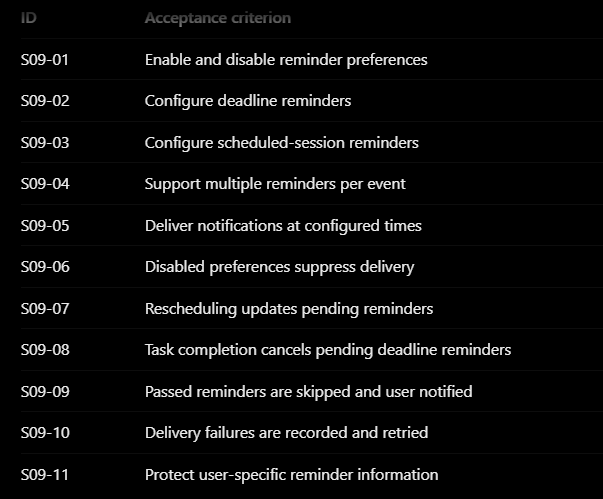 ID Acceptance criterion
S09-01 Enable and disable reminder preferences
S09-02 Configure deadline reminders
S09-03 Configure scheduled-session reminders
S09-04 Support multiple reminders per event
S09-05 Deliver notifications at configured times
S09-06 Disabled preferences suppress delivery
S09-07 Rescheduling updates pending reminders
S09-08 Task completion cancels pending deadline reminders
S09-09 Passed reminders are skipped and user notified
S09-10 Delivery failures are recorded and retried
S09-11 Protect user-specific reminder information